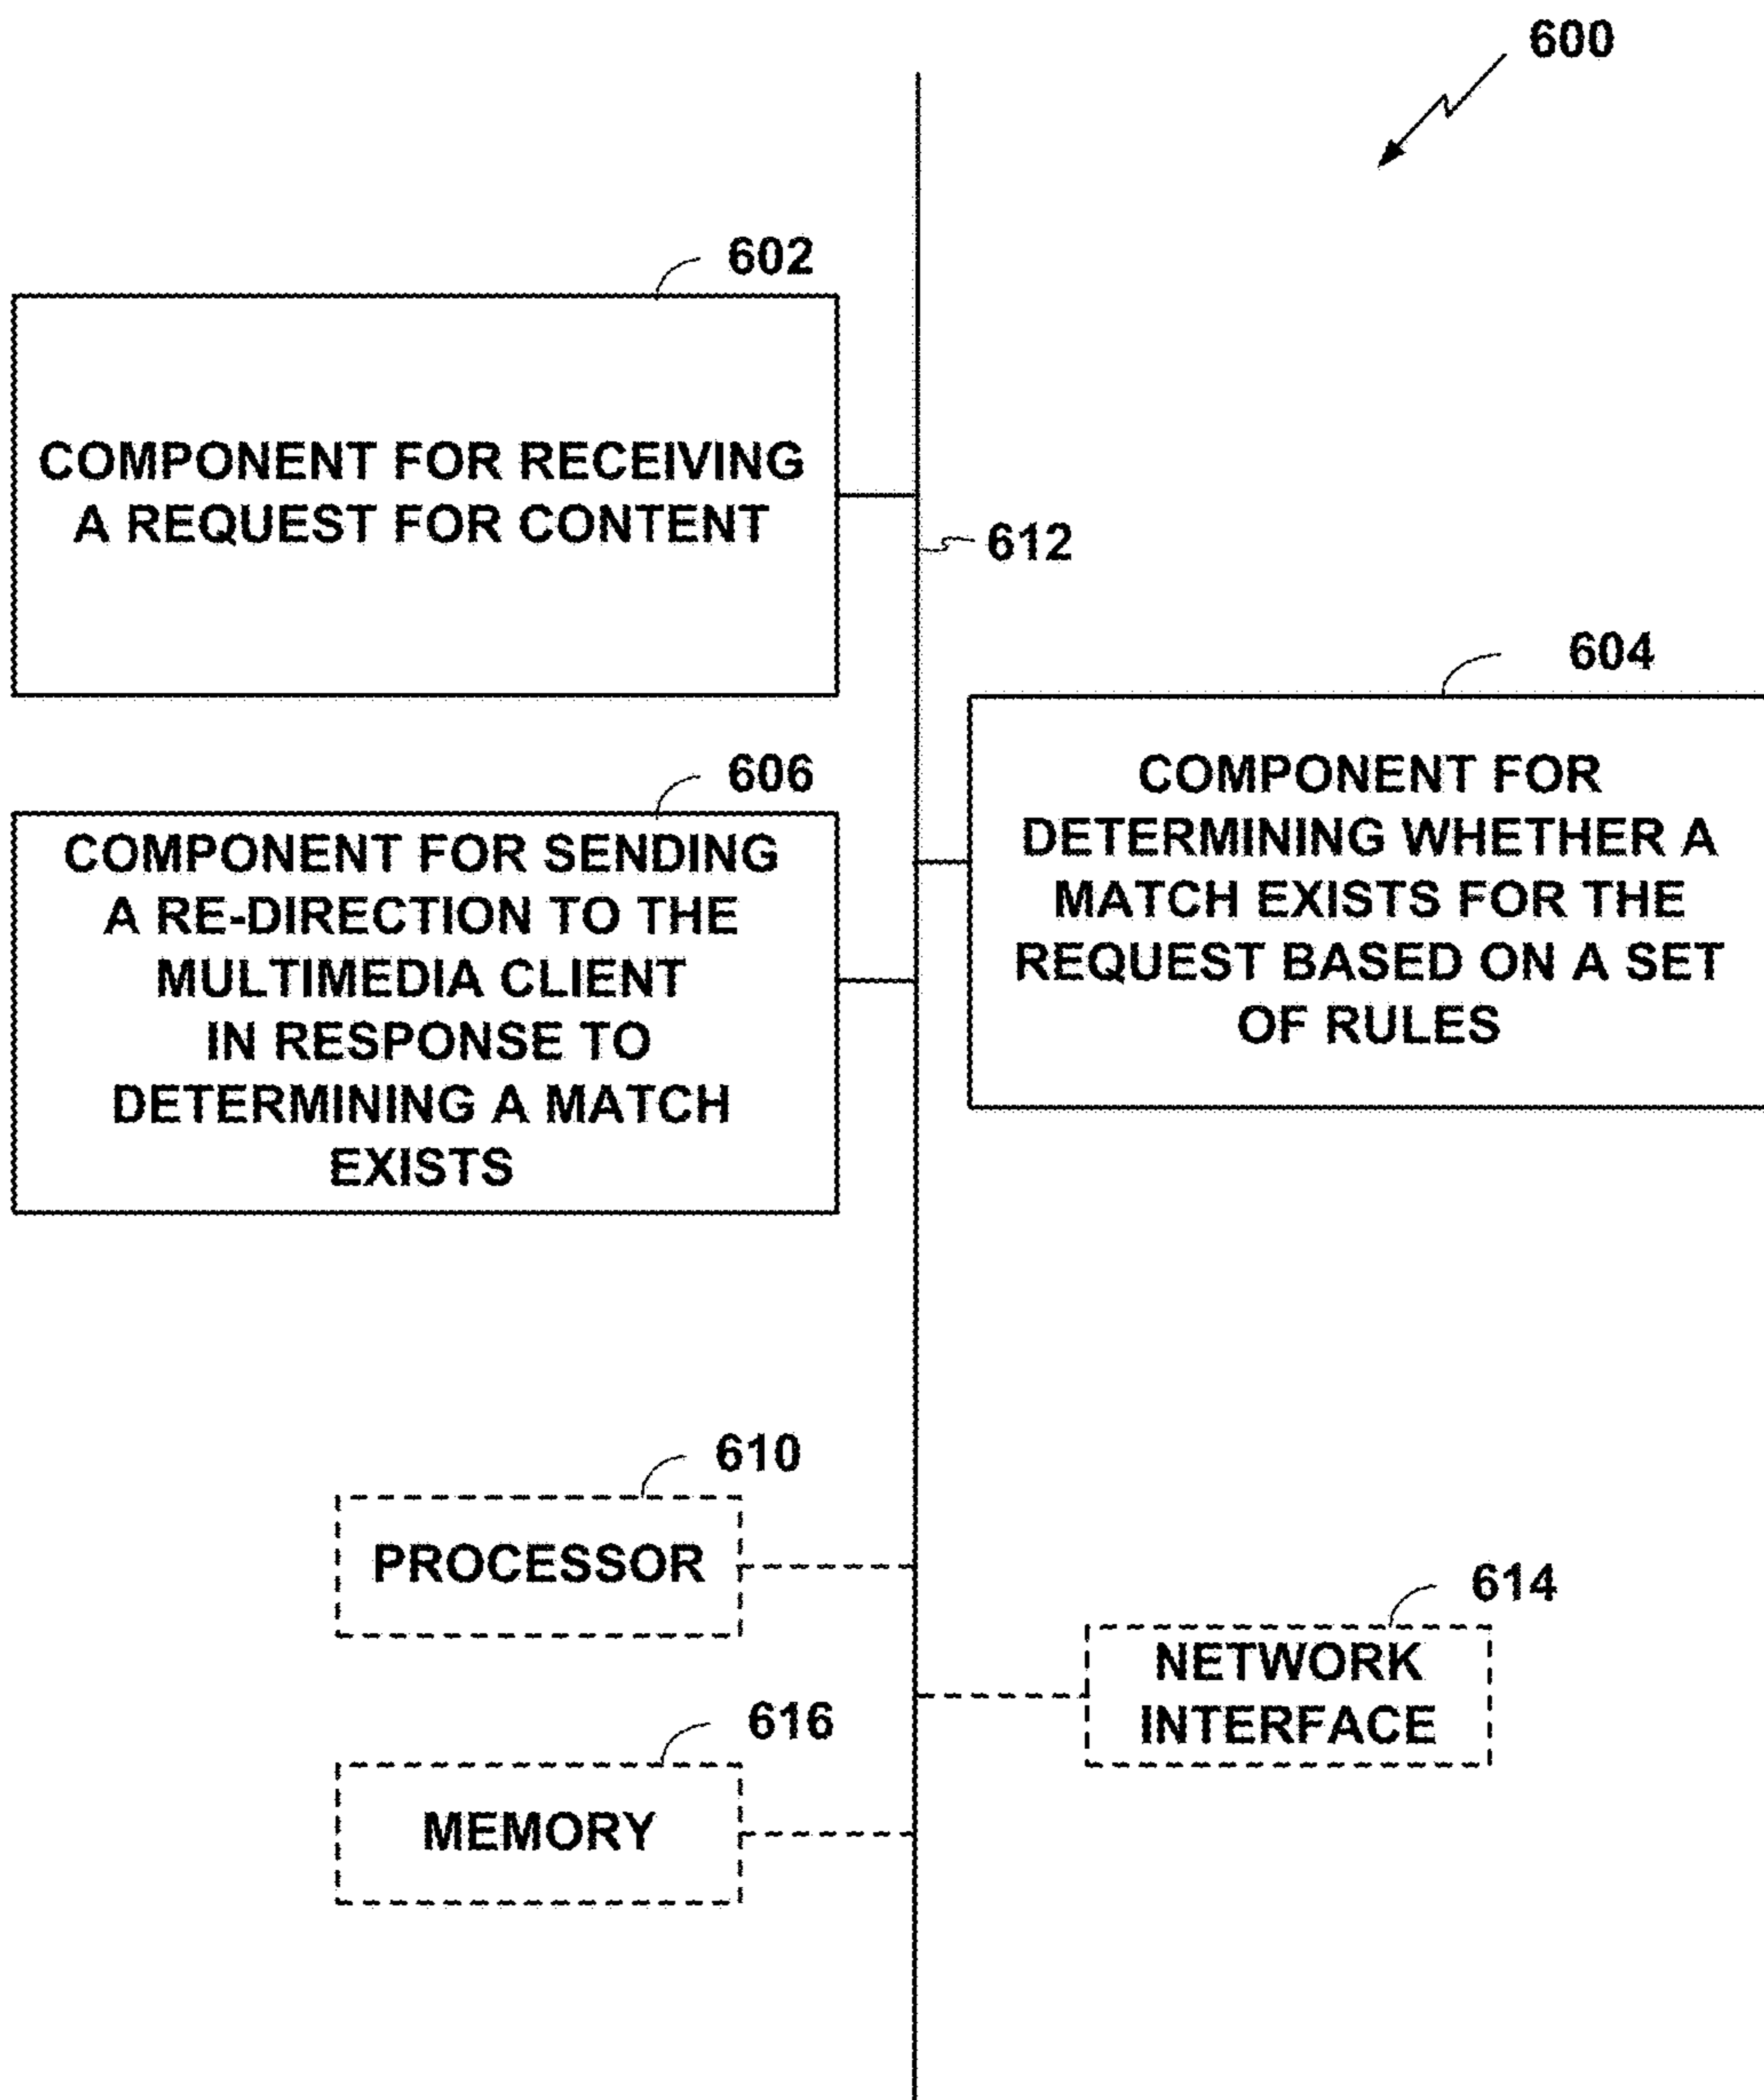 600
602
COMPONENT FOR RECEIVING
A REQUEST FOR CONTENT
612
604
COMPONENT FOR
DETERMINING WHETHER A
MATCH EXISTS FOR THE
REQUEST BASED ON A SET
OF RULES
606
COMPONENT FOR SENDING
A RE-DIRECTION TO THE
MULTIMEDIA CLIENT
IN RESPONSE TO
DETERMINING A MATCH
EXISTS
610
PROCESSOR
614
NETWORK
INTERFACE
616
MEMORY